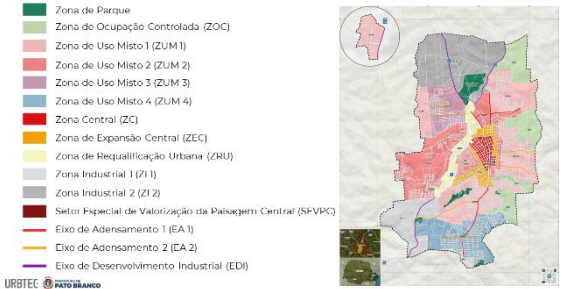 Zona de Parque
Zona de Ocupação Controlada (ZOC)
Zona de Uso Misto 1 (ZUM 1)
Zona de Uso Misto 2 (ZUM 2)
Zona de Uso Misto 3 (ZUM 3)
Zona de Uso Misto 4 (ZUM 4)
Zona Central (ZC)
Zona de Expansão Central (ZEC)
Zona de Requalificação Urbana (ZRU)
Zona Industrial 1 (ZI 1)
Zona Industrial 2 (ZI 2)
Setor Especial de Valorização da Paisagem Central (SEVPC)
Eixo de Adensamento 1 (EA 1)
Eixo de Adensamento 2 (EA 2)
Eixo de Desenvolvimento Industrial (EDI)
URBTEC PREFEITURA DE PATO BRANCO